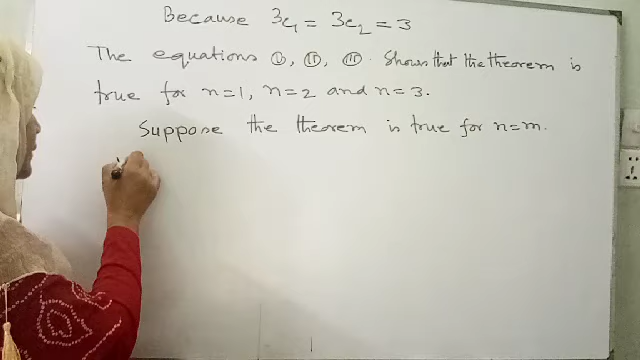 Because 3c₁ = 3c₂ = 3
The equations (i), (ii), (iii). Shows that the theorem is
true for n=1, n=2 and n=3.
Suppose the theorem is true for n=m.